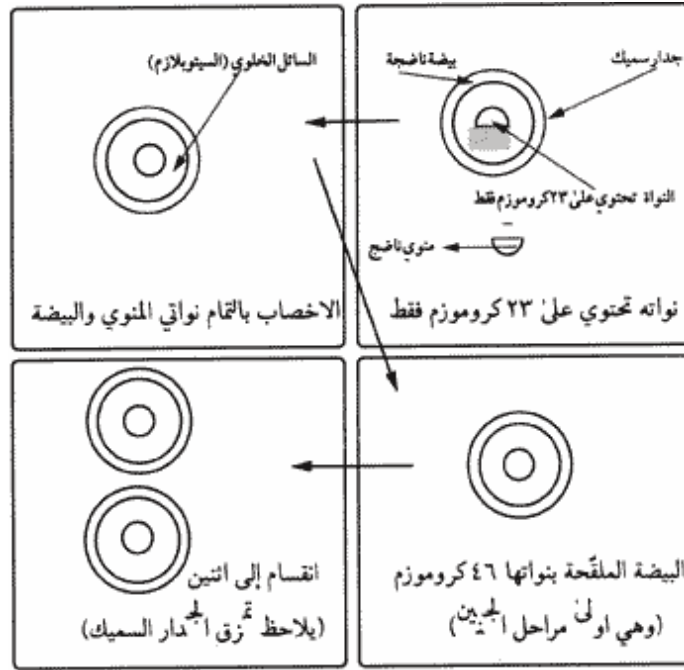 جدار سميك
بيضة ناضجة
النواة تحتوي على ٢٣ كروموزم فقط
منوي ناضج
نواته تحتوي على ٢٣ كروموزم فقط
السائل الخلوي (السيتوبلازم)
الاخصاب بالتمام نواتي المنوي والبيضة
البيضة الملقّحة بنواتها ٤٦ كروموزم
(وهي اولى مراحل الجنين)
انقسام إلى اثنين
(يلاحظ تمزق الجدار السميك)